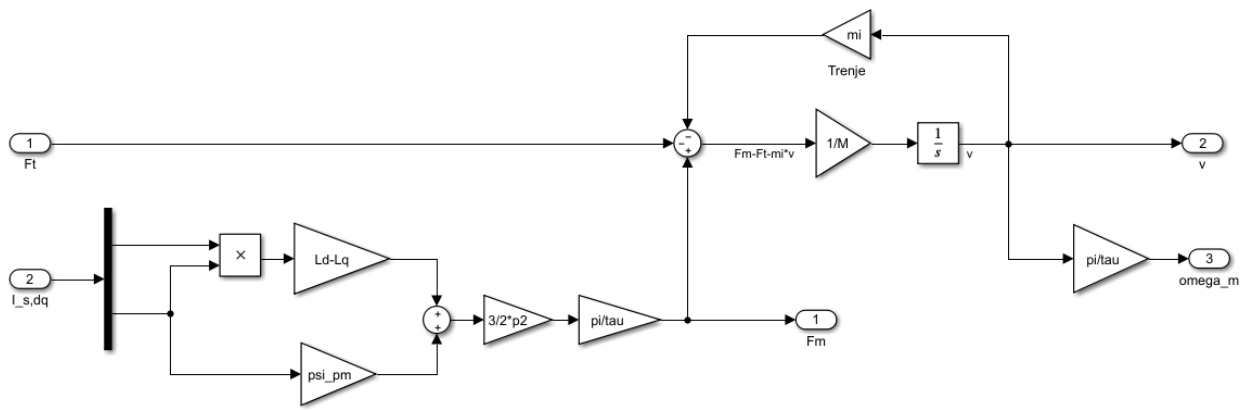 mi
Trenje
1
Ft
−
−
+
Fm-Ft-mi*v
1/M
1
s
v
2
v
2
I_s,dq
×
Ld-Lq
pi/tau
3
omega_m
+
+
3/2*p2
pi/tau
1
Fm
psi_pm